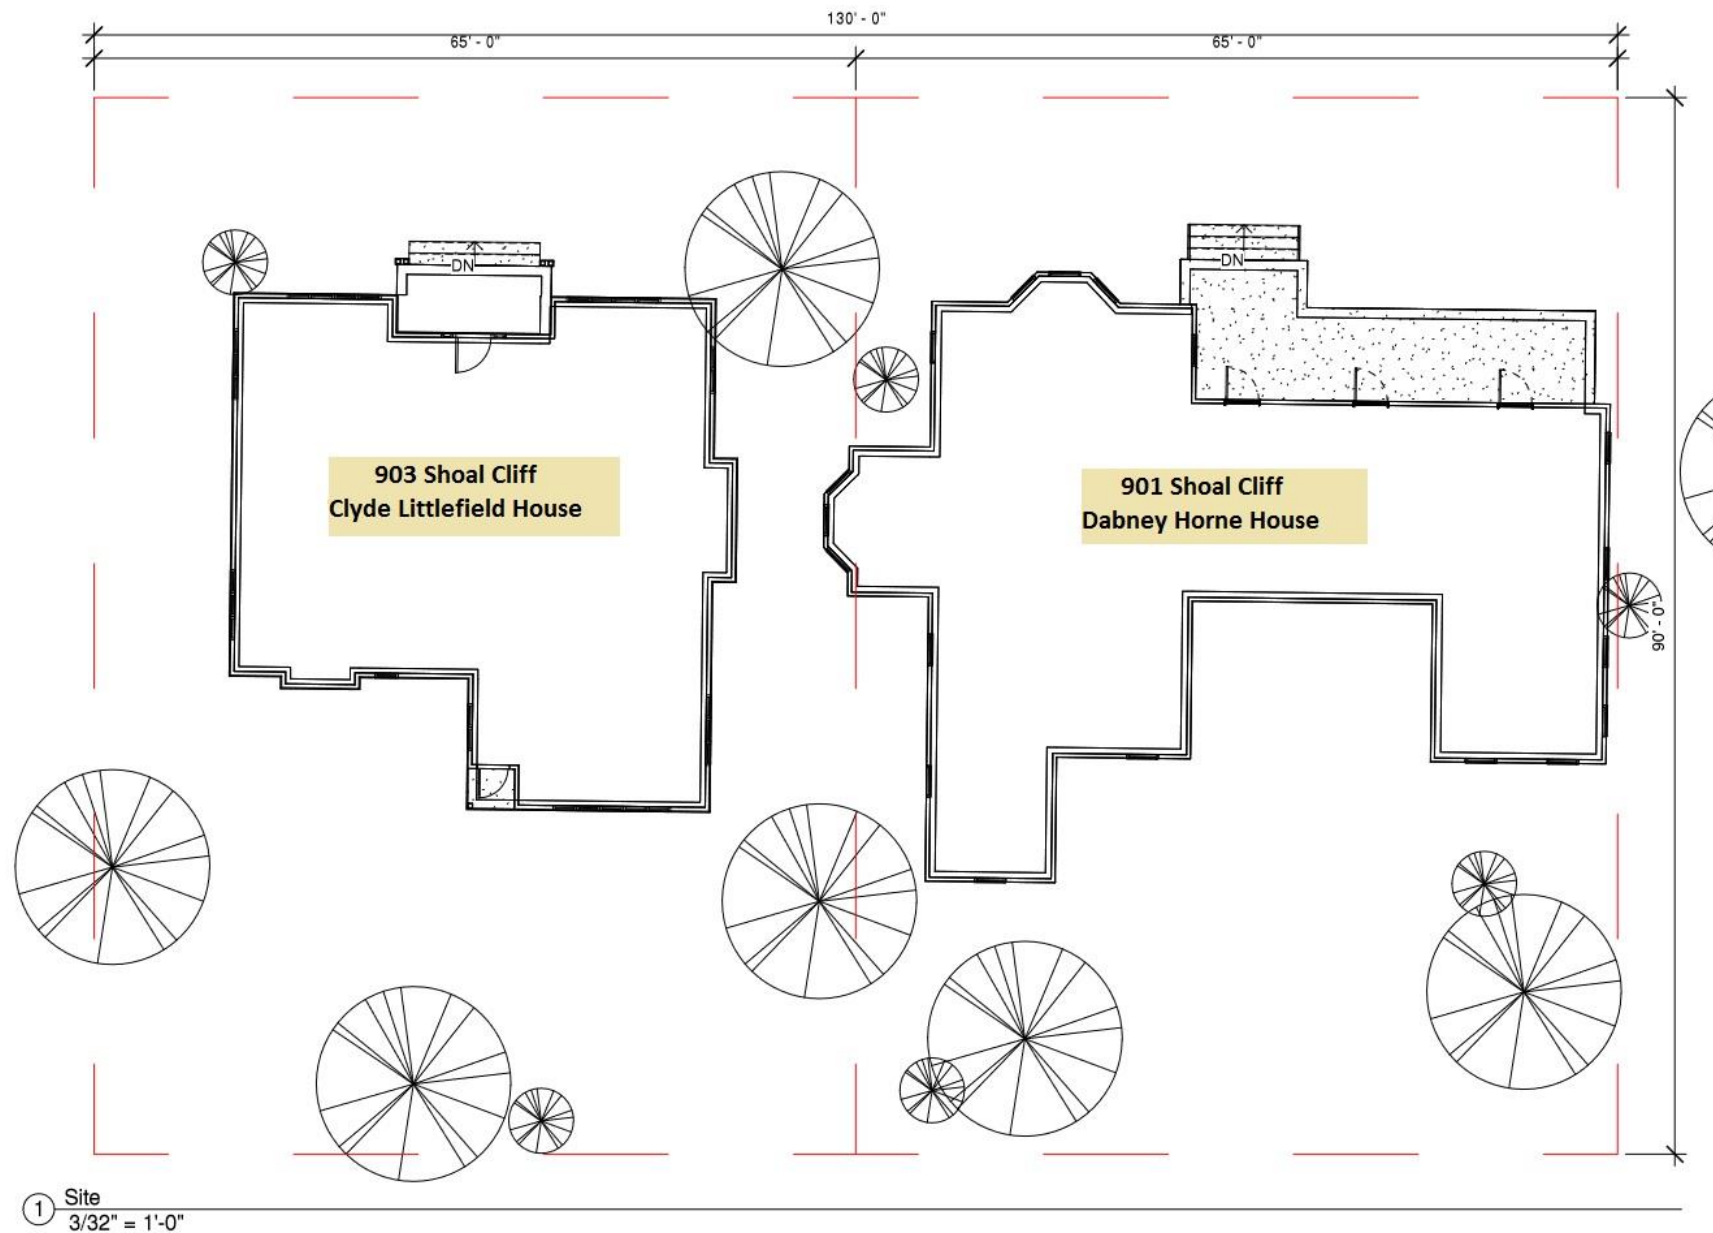 130' - 0"
65' - 0"
65' - 0"
DN
DN
903 Shoal Cliff
Clyde Littlefield House
901 Shoal Cliff
Dabney Horne House
90' - 0"
1
Site
3/32" = 1'-0"